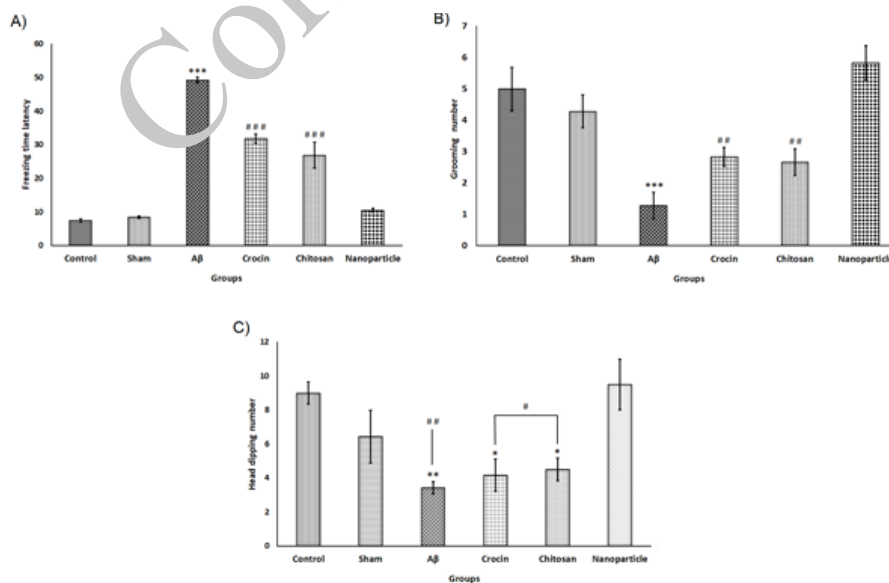 Cor
A)
60
50
40
30
20
10
0
Freezing time latency
***
###
###
Control Sham Aβ Crocin Chitosan Nanoparticle
Groups
B)
7
6
5
4
3
2
1
0
Grooming number
***
##
##
Control Sham Aβ Crocin Chitosan Nanoparticle
Groups
C)
12
10
8
6
4
2
0
Head dipping number
##
**
#
*
*
Control Sham Aβ Crocin Chitosan Nanoparticle
Groups